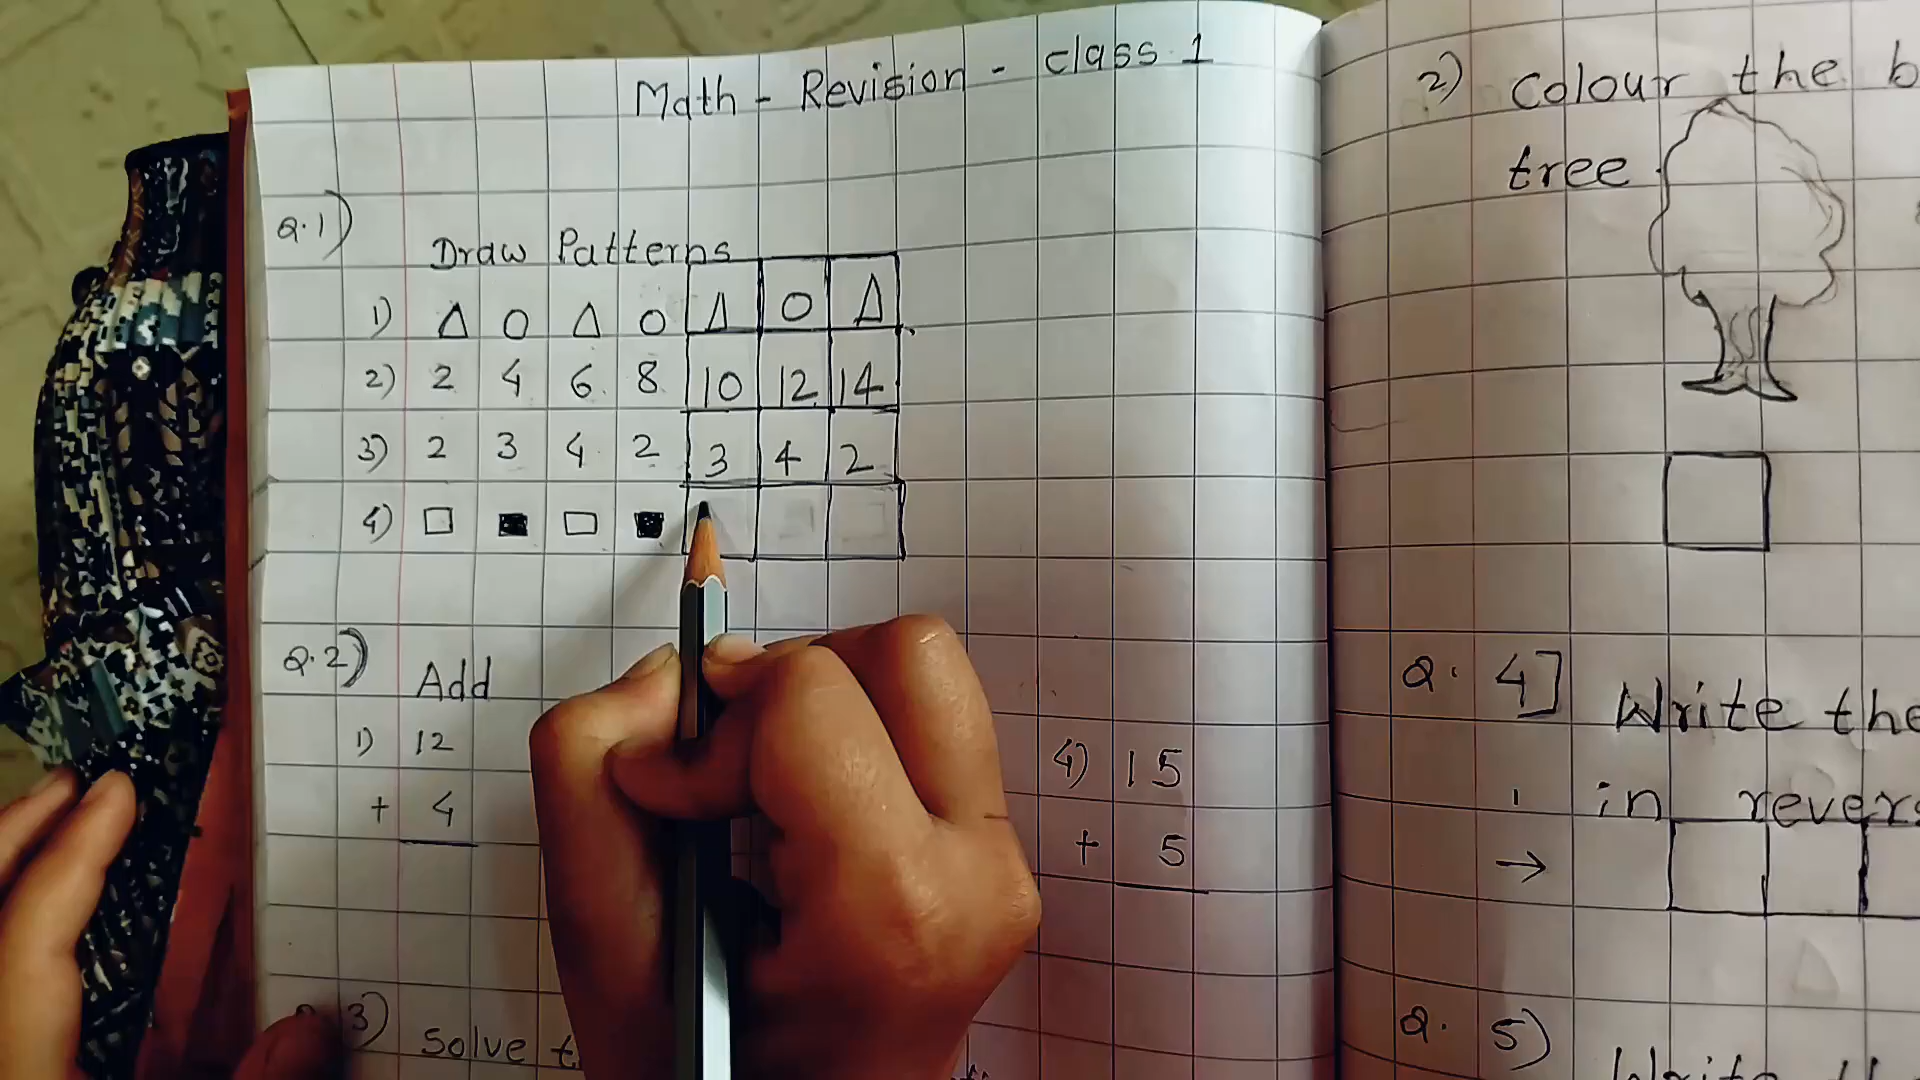 Math - Revision - class 1
Q.1)
Draw Patterns
1) △ ○ △ ○ △ ○ △
2) 2 4 6 8 10 12 14
3) 2 3 4 2 3 4 2
4) □ ■ □ ■
Q.2) Add
1) 12
+ 4
4) 15
+ 5
3) Solve
2) Colour the
tree
Q. 4] Write the
in
→
Q. 5)